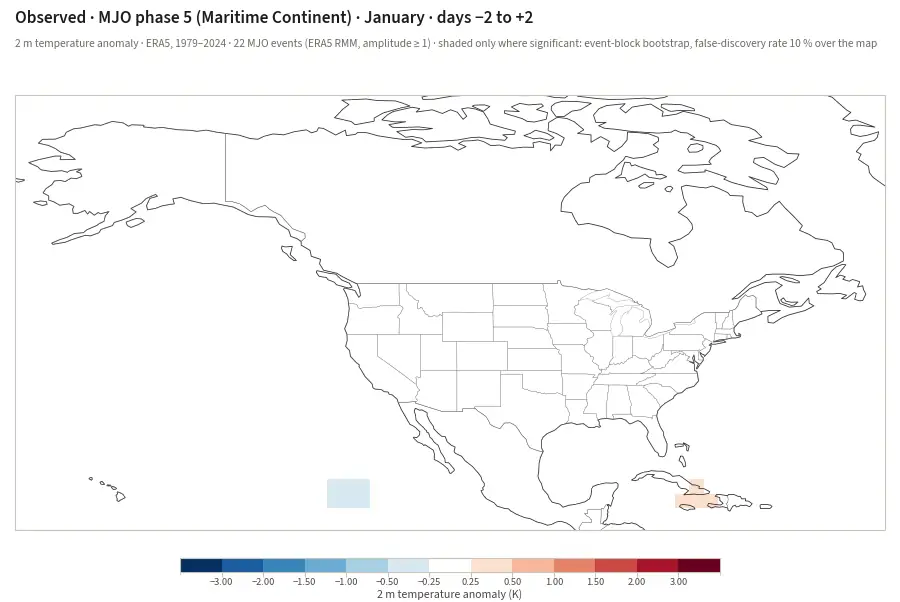 Observed · MJO phase 5 (Maritime Continent) · January · days −2 to +2
2 m temperature anomaly · ERA5, 1979–2024 · 22 MJO events (ERA5 RMM, amplitude ≥ 1) · shaded only where significant: event-block bootstrap, false-discovery rate 10 % over the map
−3.00 −2.00 −1.50 −1.00 −0.50 −0.25 0.25 0.50 1.00 1.50 2.00 3.00
2 m temperature anomaly (K)